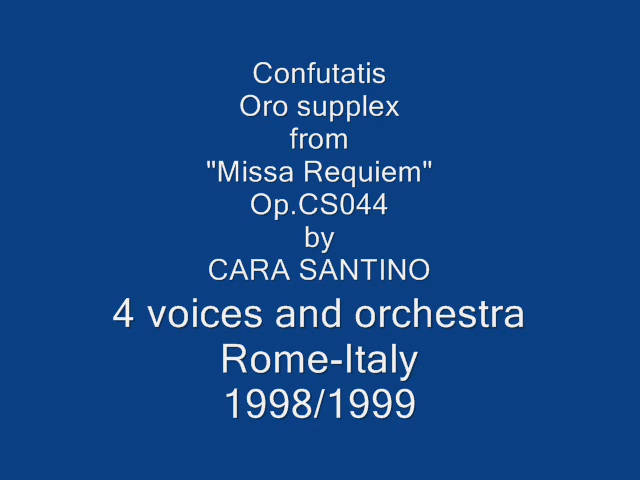 Confutatis
Oro supplex
from
"Missa Requiem"
Op.CS044
by
CARA SANTINO
4 voices and orchestra
Rome-Italy
1998/1999